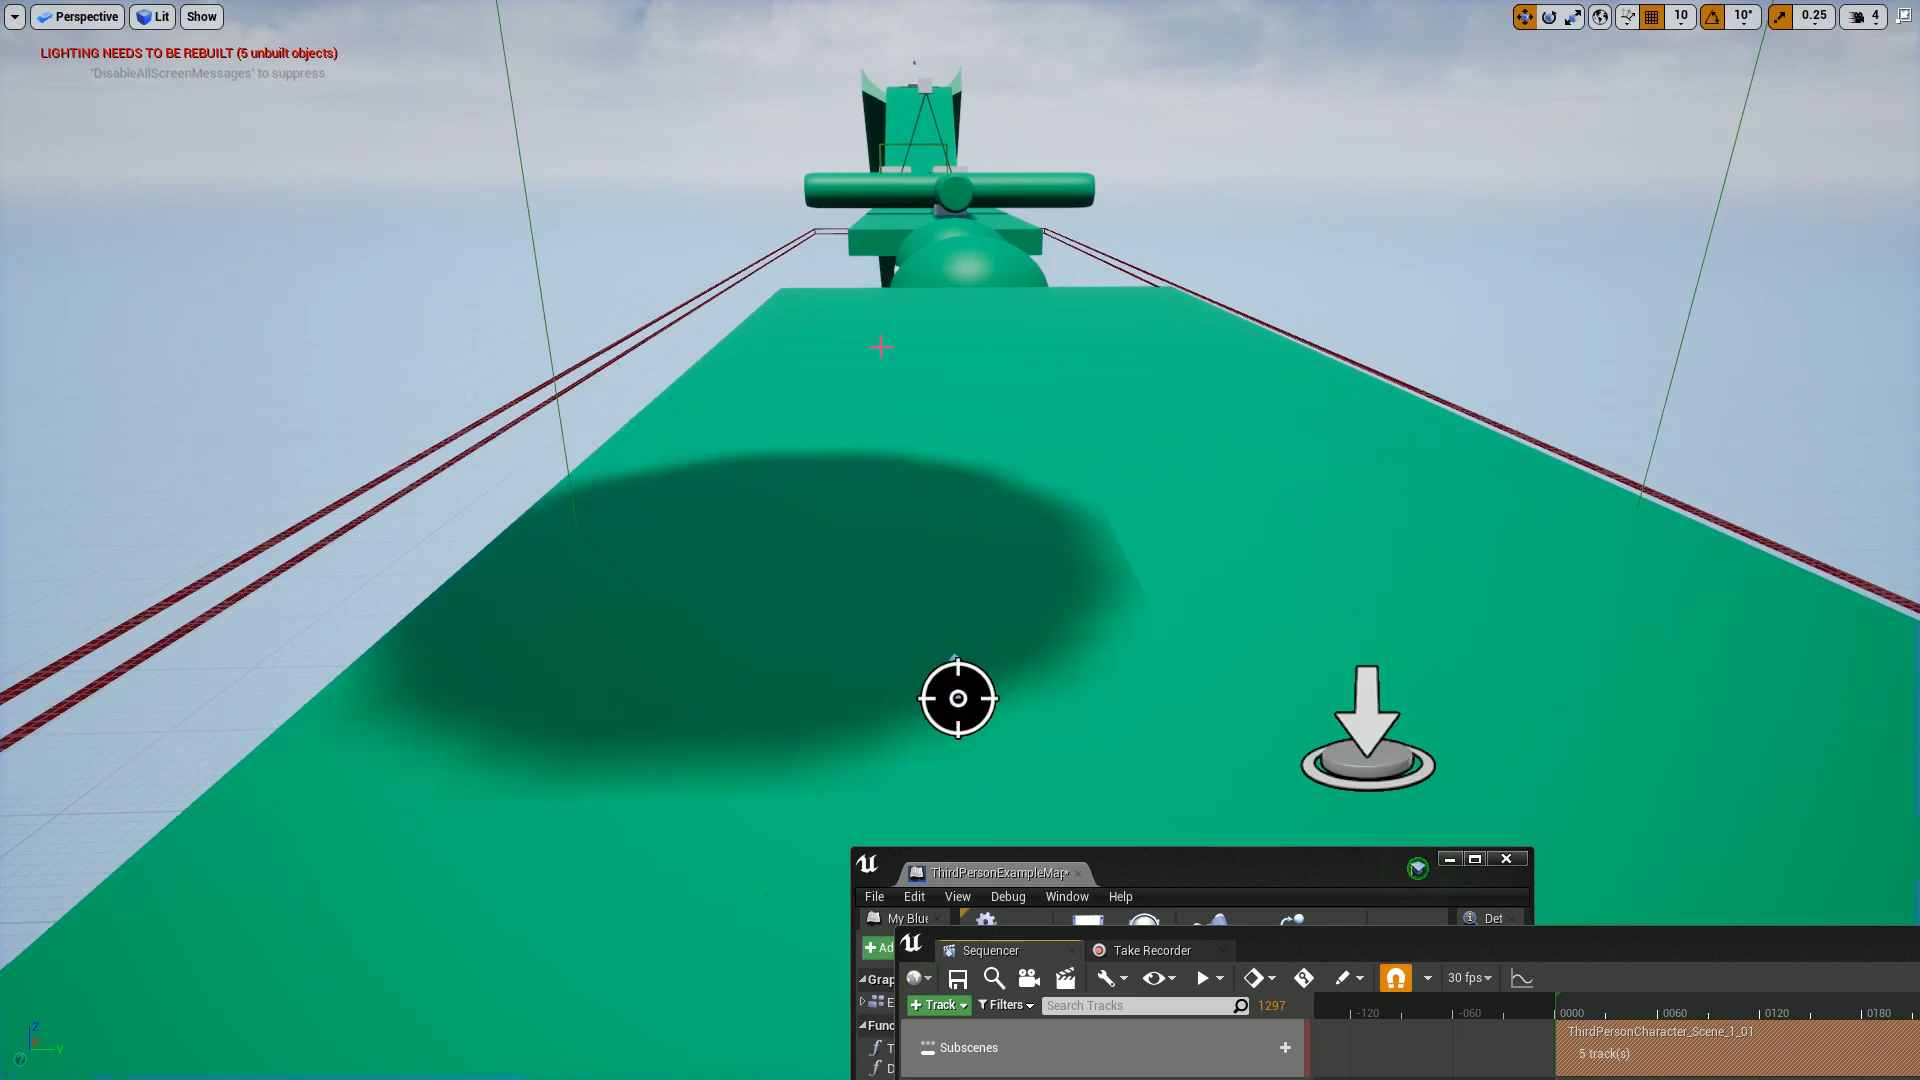 Perspective Lit Show 10 10° 0.25 4
LIGHTING NEEDS TO BE REBUILT (5 unbuilt objects)
'DisableAllScreenMessages' to suppress
ThirdPersonExampleMap*
File Edit View Debug Window Help
My Blue Det
Ad
Sequencer Take Recorder
Grap
30 fps
E
Track Filters Search Tracks 1297
-120 -060 0000 0060 0120 0180
Func
ThirdPersonCharacter_Scene_1_01
T
Subscenes
5 track(s)
D
Z
X
Y